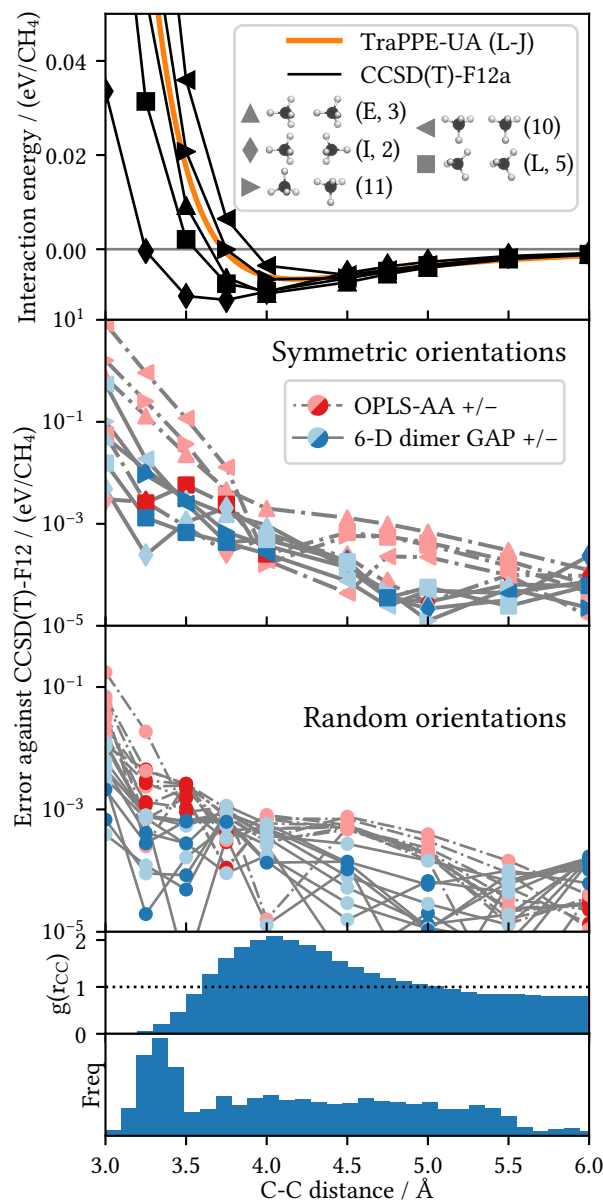 0.04
0.02
0.00
Interaction energy / (eV/CH₄)
TraPPE-UA (L-J)
CCSD(T)-F12a
(E, 3)
(10)
(I, 2)
(L, 5)
(11)
10¹
10⁻¹
10⁻³
10⁻⁵
Symmetric orientations
OPLS-AA +/−
6-D dimer GAP +/−
Error against CCSD(T)-F12 / (eV/CH₄)
10⁻¹
10⁻³
10⁻⁵
Random orientations
2
1
0
g(r_CC)
Freq
3.0 3.5 4.0 4.5 5.0 5.5 6.0
C-C distance / Å